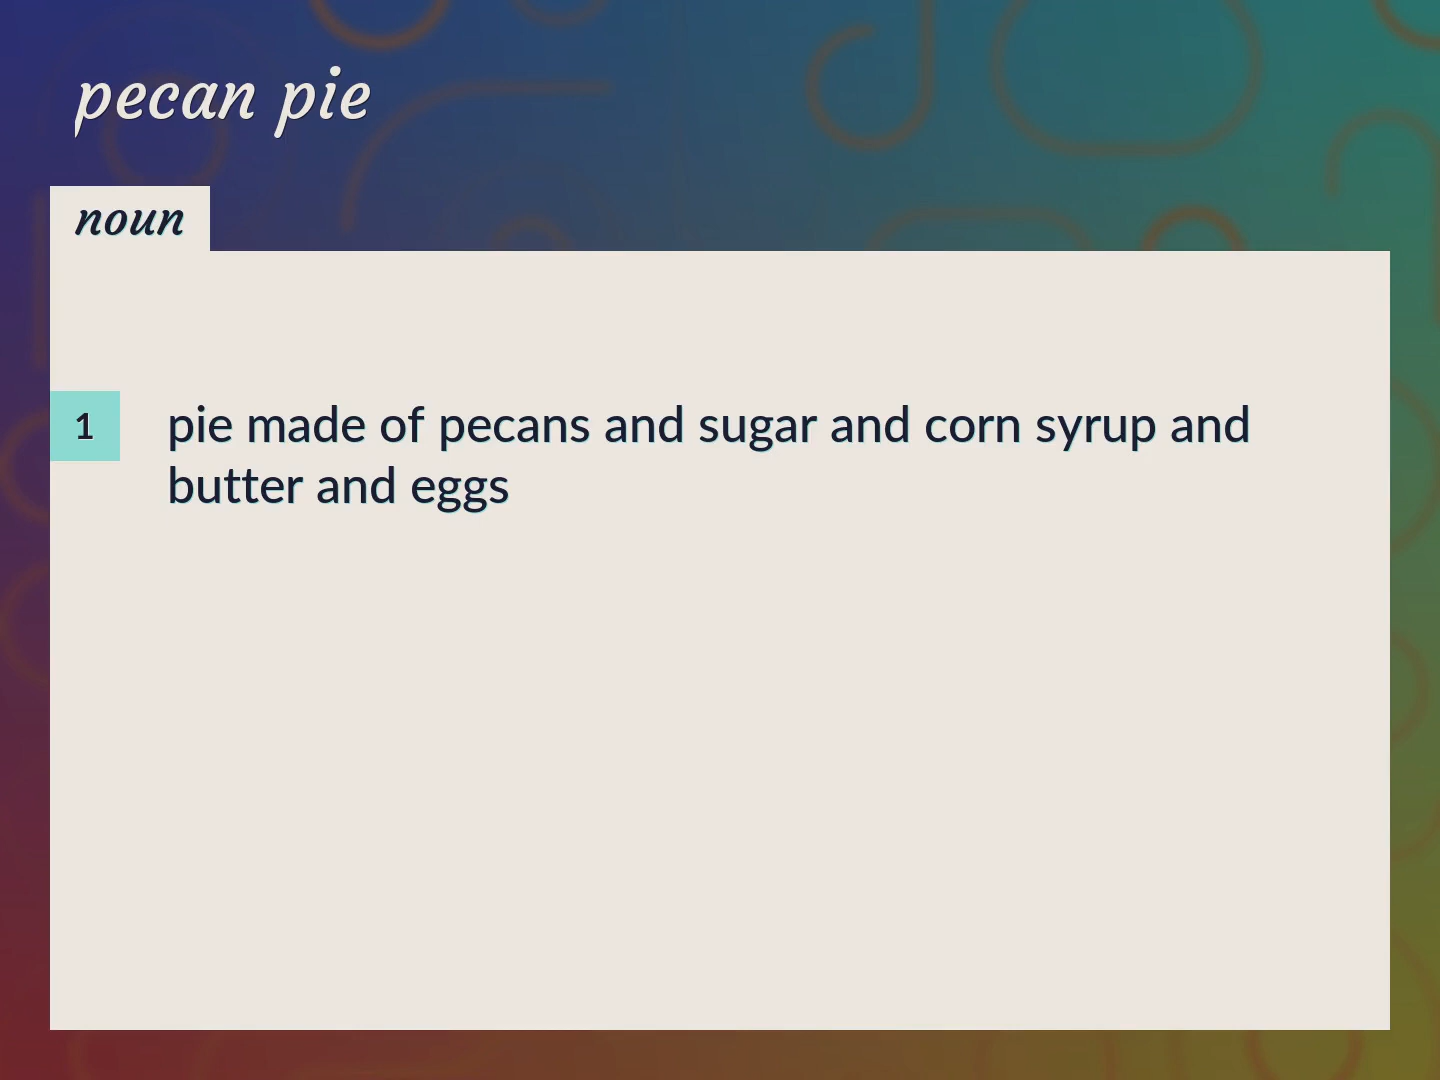 pecan pie
noun
1
pie made of pecans and sugar and corn syrup and
butter and eggs